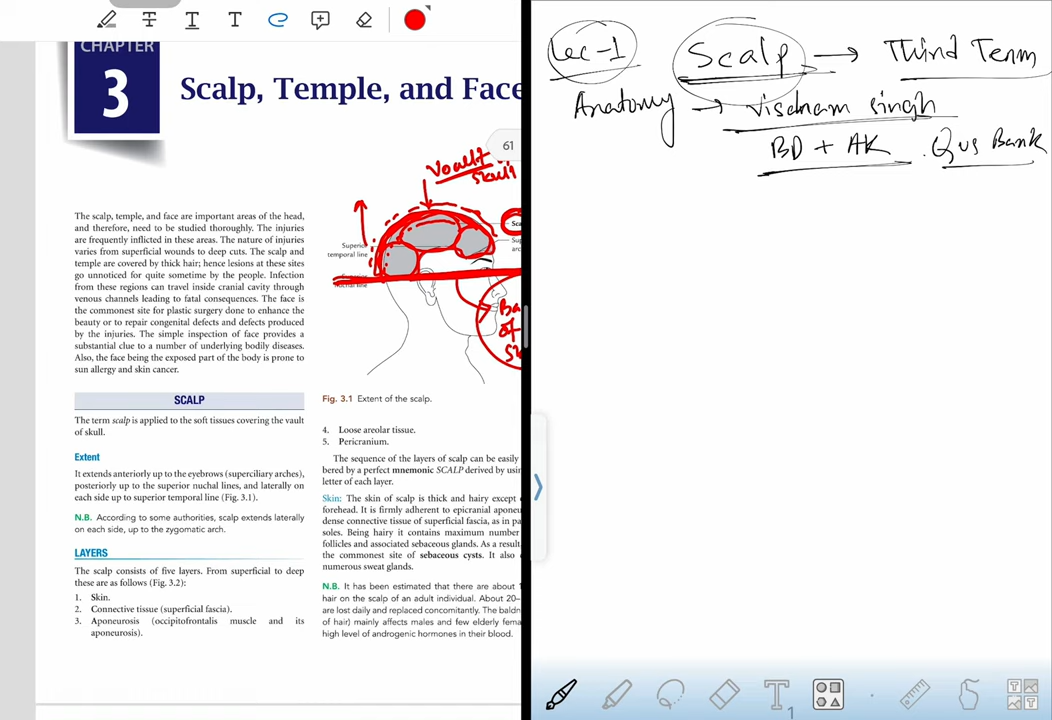 CHAPTER
3
Scalp, Temple, and Face
61
The scalp, temple, and face are important areas of the head,
and therefore, need to be studied thoroughly. The injuries
are frequently inflicted in these areas. The nature of injuries
varies from superficial wounds to deep cuts. The scalp and
temple are covered by thick hair; hence lesions at these sites
go unnoticed for quite sometime by the people. Infection
from these regions can travel inside cranial cavity through
venous channels leading to fatal consequences. The face is
the commonest site for plastic surgery done to enhance the
beauty or to repair congenital defects and defects produced
by the injuries. The simple inspection of face provides a
substantial clue to a number of underlying bodily diseases.
Also, the face being the exposed part of the body is prone to
sun allergy and skin cancer.
SCALP
The term scalp is applied to the soft tissues covering the vault
of skull.
Extent
It extends anteriorly up to the eyebrows (superciliary arches),
posteriorly up to the superior nuchal lines, and laterally on
each side up to superior temporal line (Fig. 3.1).
N.B. According to some authorities, scalp extends laterally
on each side, up to the zygomatic arch.
LAYERS
The scalp consists of five layers. From superficial to deep
these are as follows (Fig. 3.2):
1. Skin.
2. Connective tissue (superficial fascia).
3. Aponeurosis (occipitofrontalis muscle and its
aponeurosis).
Voault
Skull
Sca
Superior
temporal line
Sup
arc
Superior
nuchal line
Ba
of
S
Fig. 3.1 Extent of the scalp.
4. Loose areolar tissue.
5. Pericranium.
The sequence of the layers of scalp can be easily
bered by a perfect mnemonic SCALP derived by usin
letter of each layer.
Skin: The skin of scalp is thick and hairy except
forehead. It is firmly adherent to epicranial aponeu
dense connective tissue of superficial fascia, as in pa
soles. Being hairy it contains maximum number
follicles and associated sebaceous glands. As a result
the commonest site of sebaceous cysts. It also
numerous sweat glands.
N.B. It has been estimated that there are about 1
hair on the scalp of an adult individual. About 20–
are lost daily and replaced concomitantly. The baldn
of hair) mainly affects males and few elderly fema
high level of androgenic hormones in their blood.
Lec-1 Scalp → Third Term
Anatomy → Vishram singh
BD + AK . Qus Bank